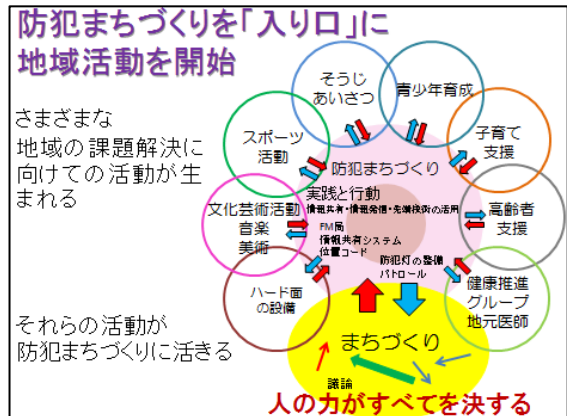 防犯まちづくりを「入り口」に
地域活動を開始
さまざまな
地域の課題解決に
向けての活動が生
まれる
それらの活動が
防犯まちづくりに活きる
そうじ
あいさつ
青少年育成
スポーツ
活動
子育て
支援
文化芸術活動
音楽
美術
高齢者
支援
ハード面
の設備
健康推進
グループ
地元医師
防犯まちづくり
実践と行動
情報共有・情報発信・先端技術の活用
FM局
情報共有システム
位置コード
防犯灯の整備
パトロール
まちづくり
議論
人の力がすべてを決する